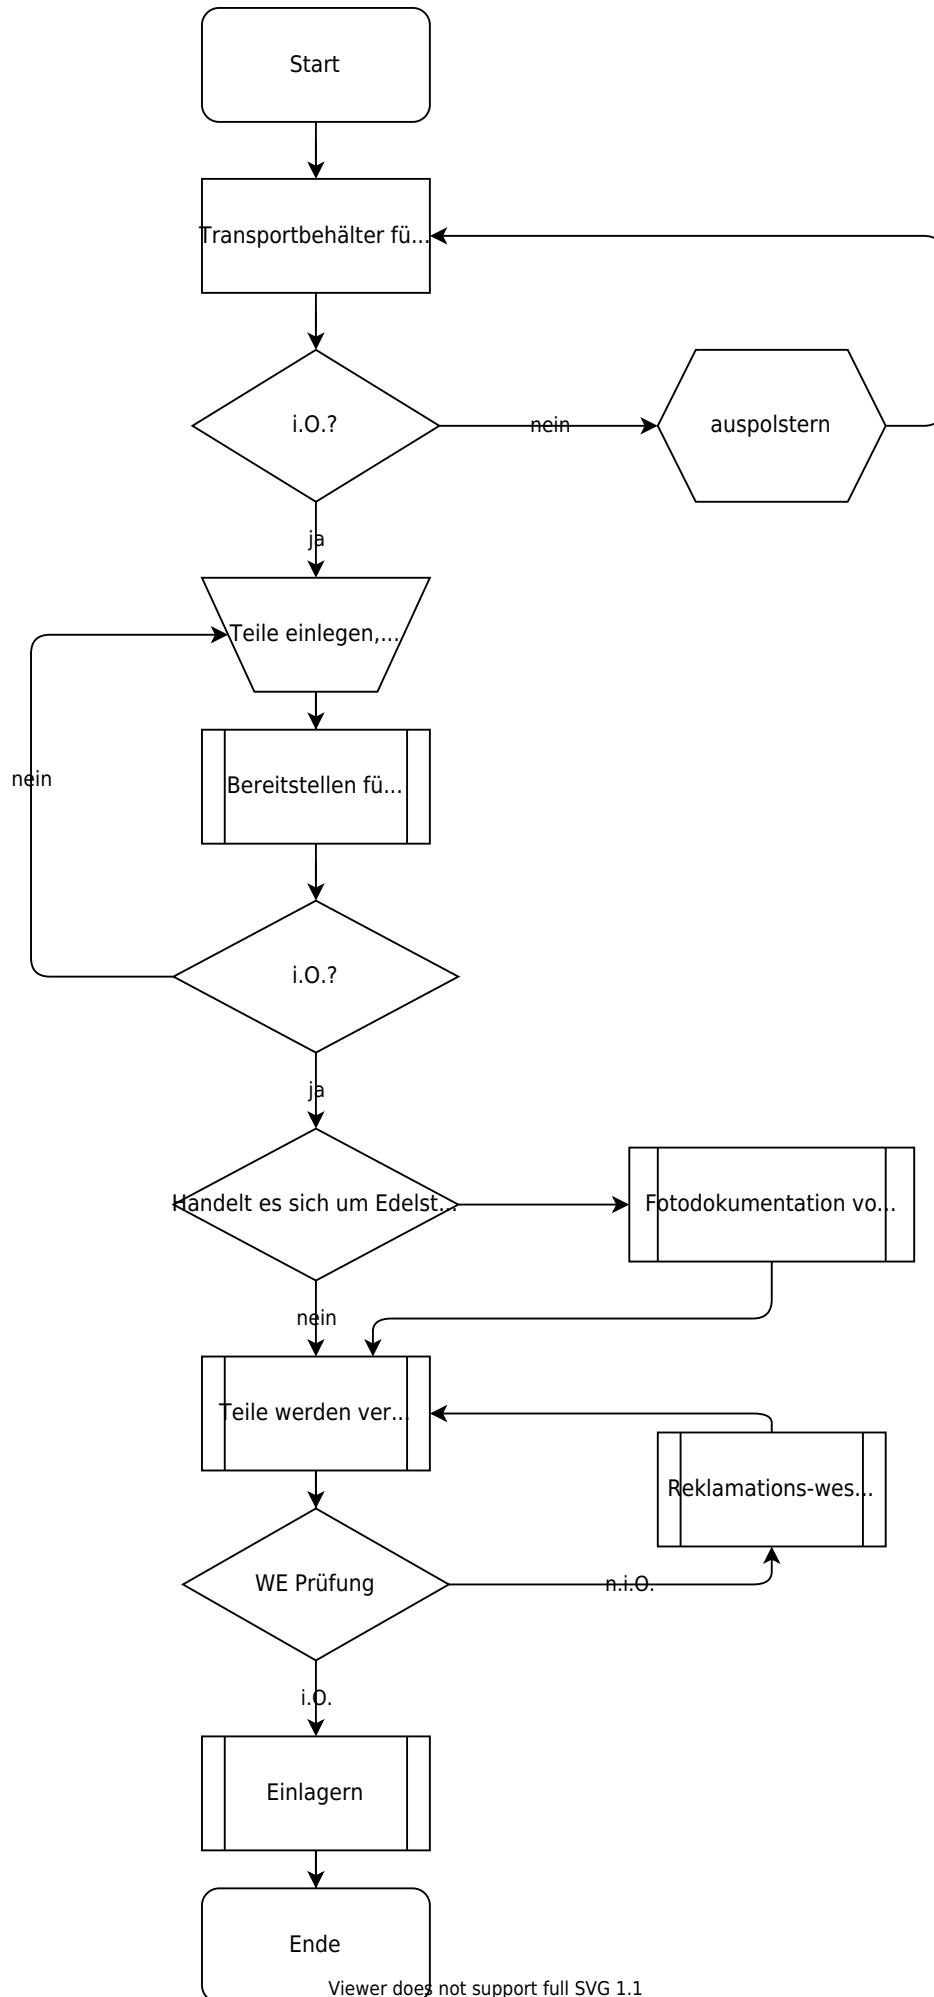 Start
Transportbehälter fü...
i.O.?
nein
auspolstern
ja
Teile einlegen,...
nein
Bereitstellen fü...
i.O.?
ja
Handelt es sich um Edelst...
Fotodokumentation vo...
nein
Teile werden ver...
Reklamations-wes...
WE Prüfung
n.i.O.
i.O.
Einlagern
Ende
Viewer does not support full SVG 1.1